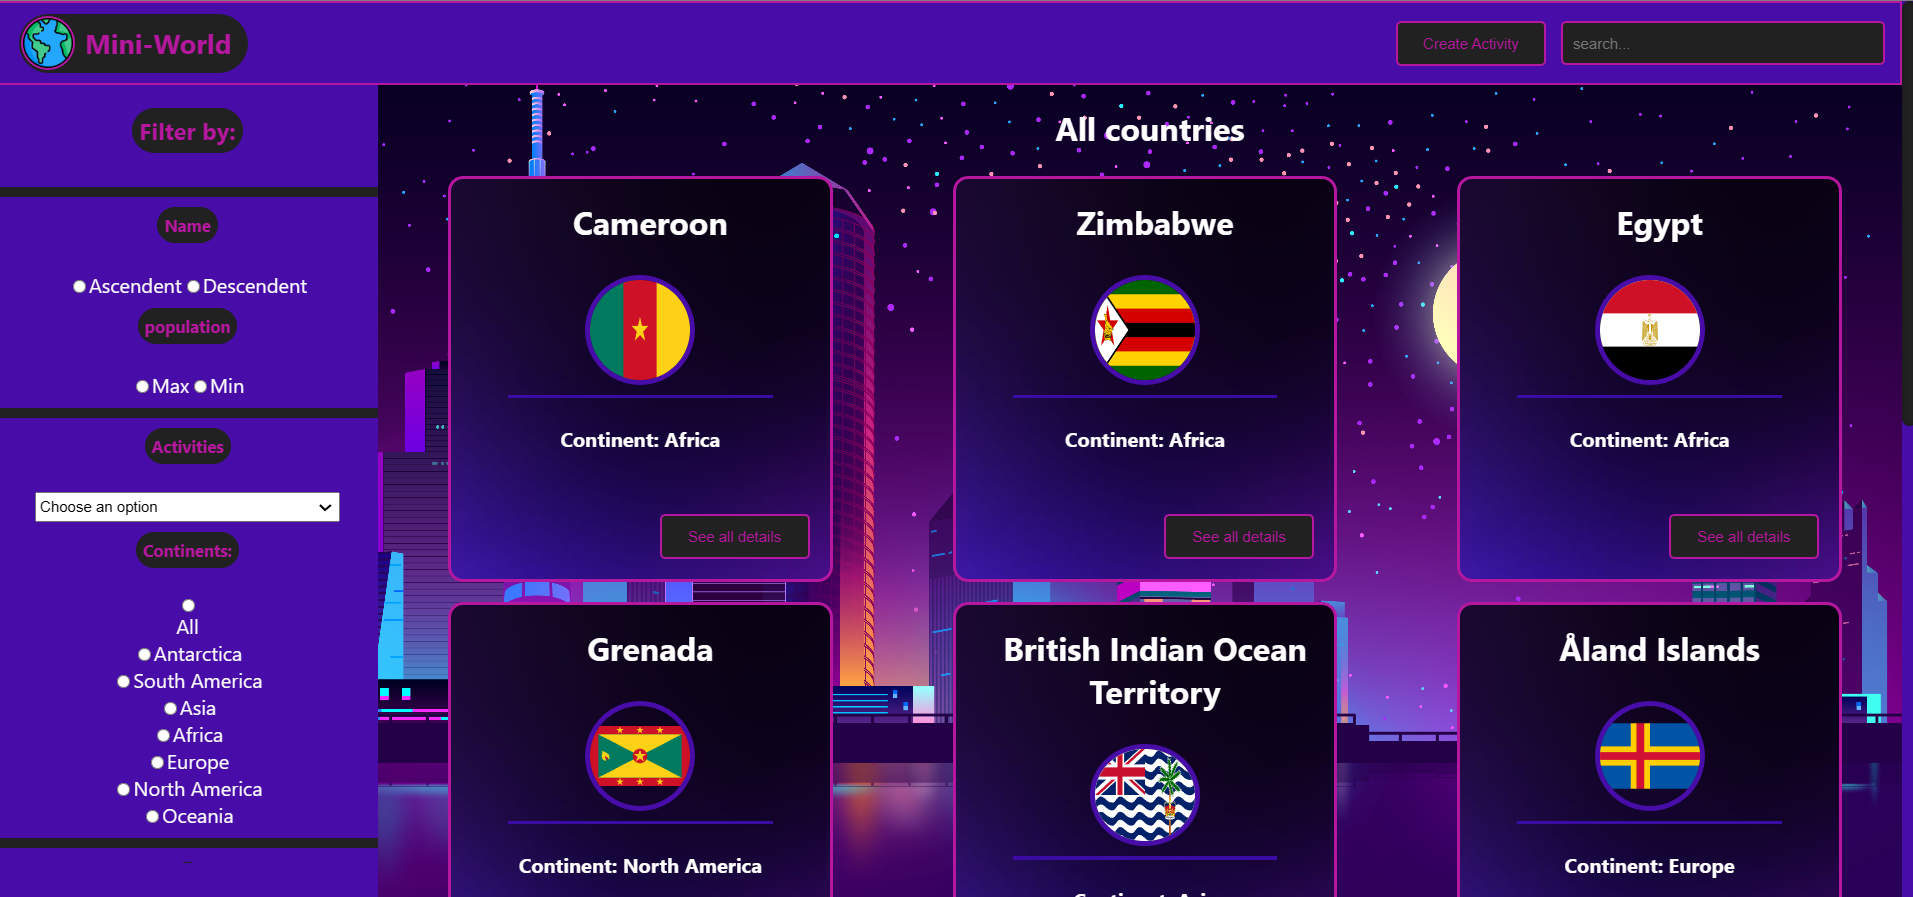 Mini-World
Create Activity
search...
Filter by:
Name
Ascendent Descendent
population
Max Min
Activities
Choose an option
Continents:
All
Antarctica
South America
Asia
Africa
Europe
North America
Oceania
All countries
Cameroon
Continent: Africa
See all details
Zimbabwe
Continent: Africa
See all details
Egypt
Continent: Africa
See all details
Grenada
Continent: North America
British Indian Ocean
Territory
Åland Islands
Continent: Europe